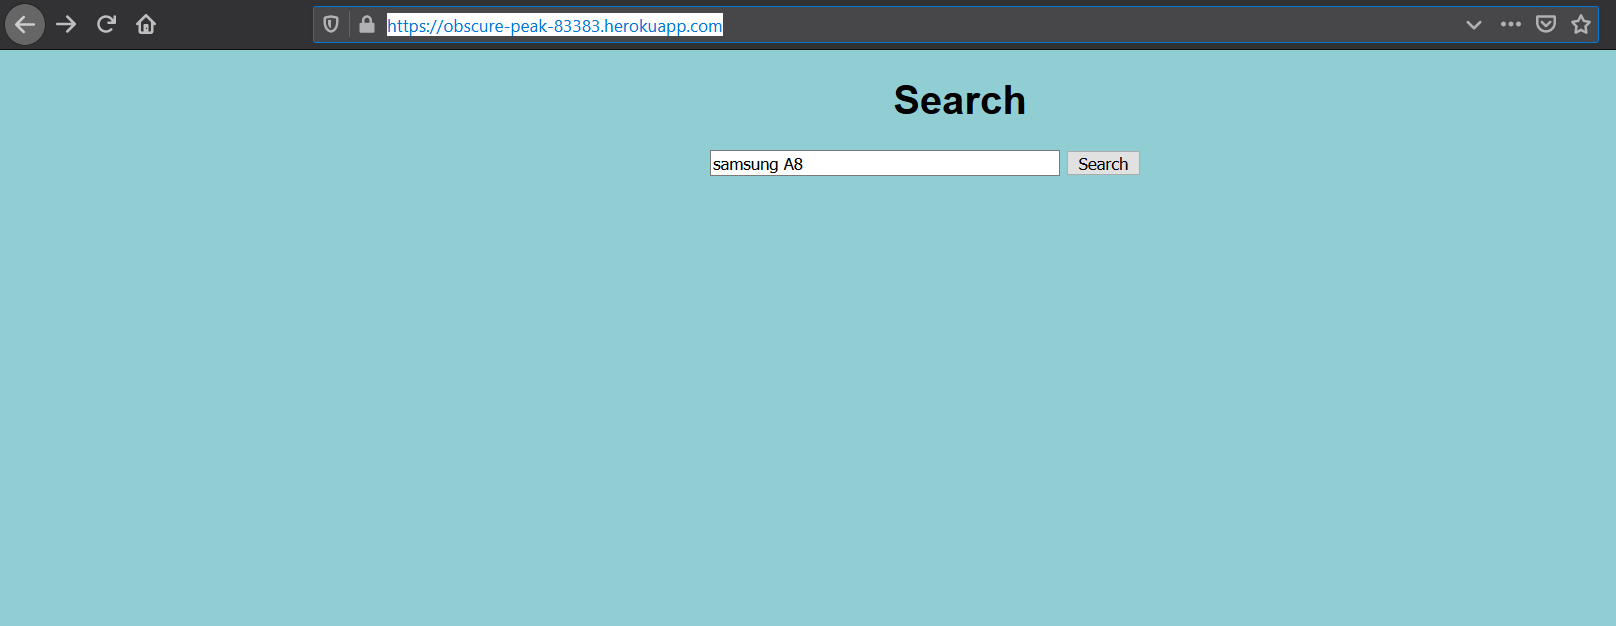 https://obscure-peak-83383.herokuapp.com
Search
samsung A8 Search